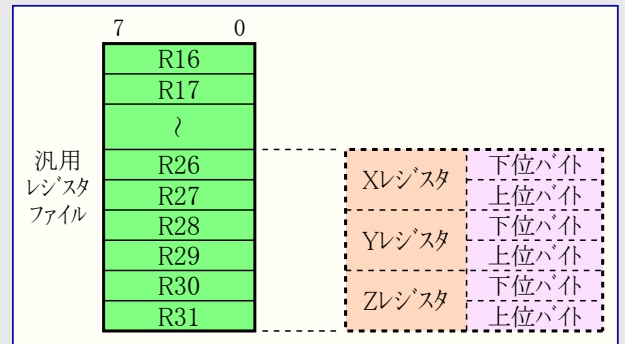 7 0
R16
R17
~
R26
R27
R28
R29
R30
R31
汎用
レジスタ
ファイル
Xレジスタ
下位バイト
上位バイト
Yレジスタ
下位バイト
上位バイト
Zレジスタ
下位バイト
上位バイト